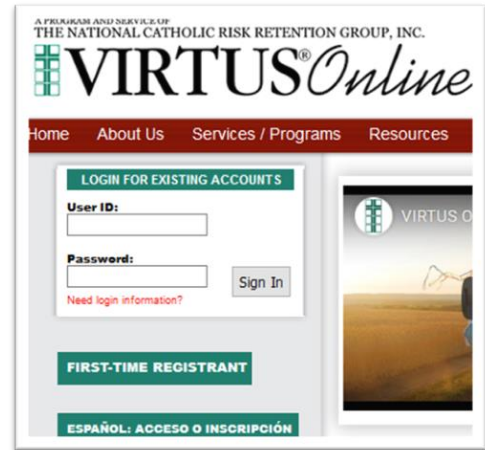 A PROGRAM AND SERVICE OF
THE NATIONAL CATHOLIC RISK RETENTION GROUP, INC.
VIRTUS®Online
Home About Us Services / Programs Resources
LOGIN FOR EXISTING ACCOUNTS
User ID:
Password:
Sign In
Need login information?
VIRTUS O
FIRST-TIME REGISTRANT
ESPAÑOL: ACCESO O INSCRIPCIÓN